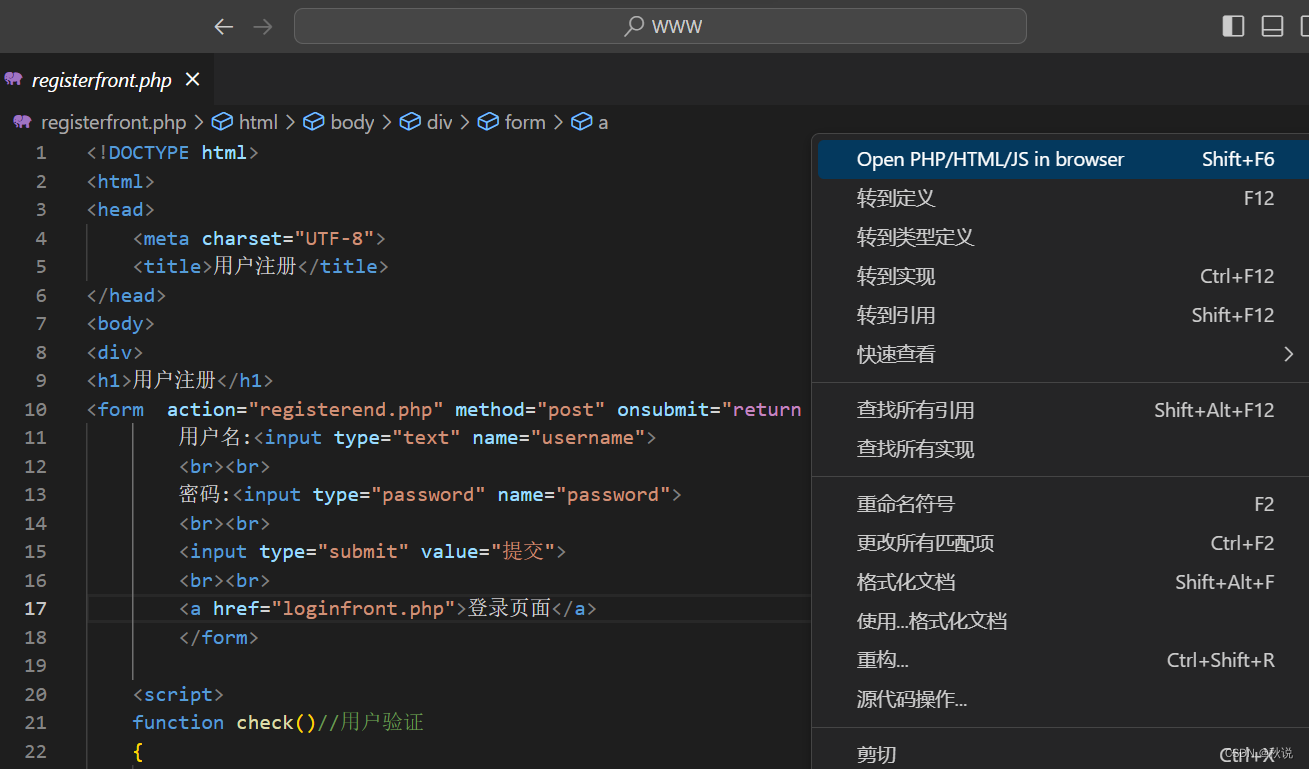 WWW
registerfront.php
registerfront.php > html > body > div > form > a
1 <!DOCTYPE html>
2 <html>
3 <head>
4 <meta charset="UTF-8">
5 <title>用户注册</title>
6 </head>
7 <body>
8 <div>
9 <h1>用户注册</h1>
10 <form action="registerend.php" method="post" onsubmit="return
11 用户名:<input type="text" name="username">
12 <br><br>
13 密码:<input type="password" name="password">
14 <br><br>
15 <input type="submit" value="提交">
16 <br><br>
17 <a href="loginfront.php">登录页面</a>
18 </form>
19
20 <script>
21 function check()//用户验证
22 {
Open PHP/HTML/JS in browser Shift+F6
转到定义 F12
转到类型定义
转到实现 Ctrl+F12
转到引用 Shift+F12
快速查看
查找所有引用 Shift+Alt+F12
查找所有实现
重命名符号 F2
更改所有匹配项 Ctrl+F2
格式化文档 Shift+Alt+F
使用...格式化文档
重构... Ctrl+Shift+R
源代码操作...
剪切 Ctrl+X
CSDN @秋说